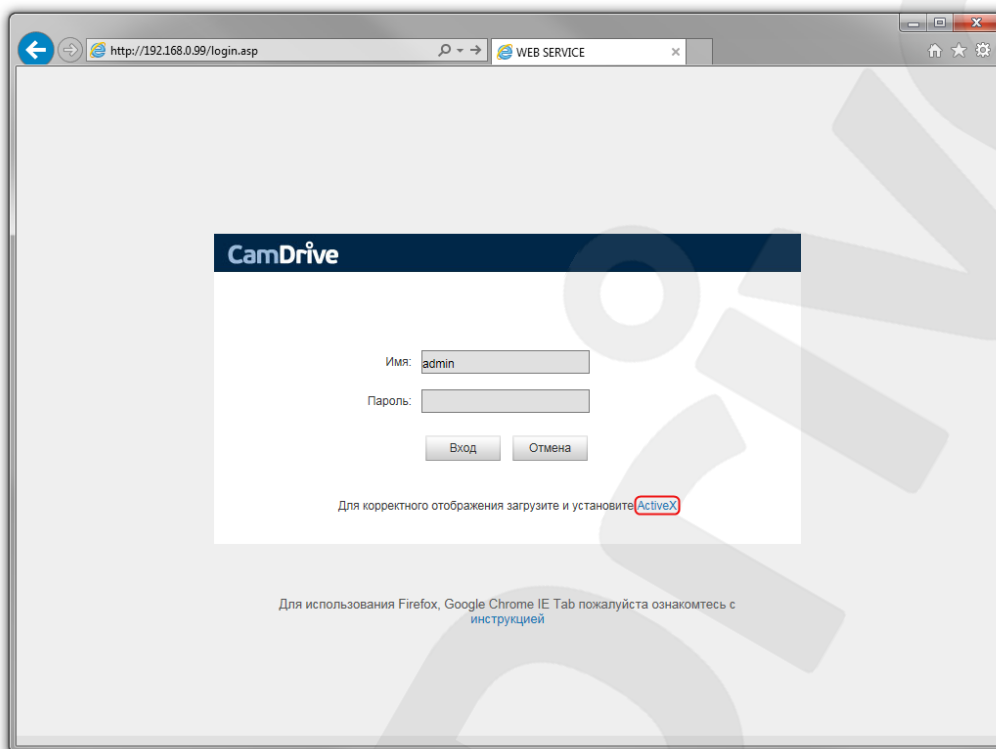 http://192.168.0.99/login.asp
WEB SERVICE
CamDrive
Имя:
admin
Пароль:
Вход
Отмена
Для корректного отображения загрузите и установите ActiveX
Для использования Firefox, Google Chrome IE Tab пожалуйста ознакомтесь с
инструкцией